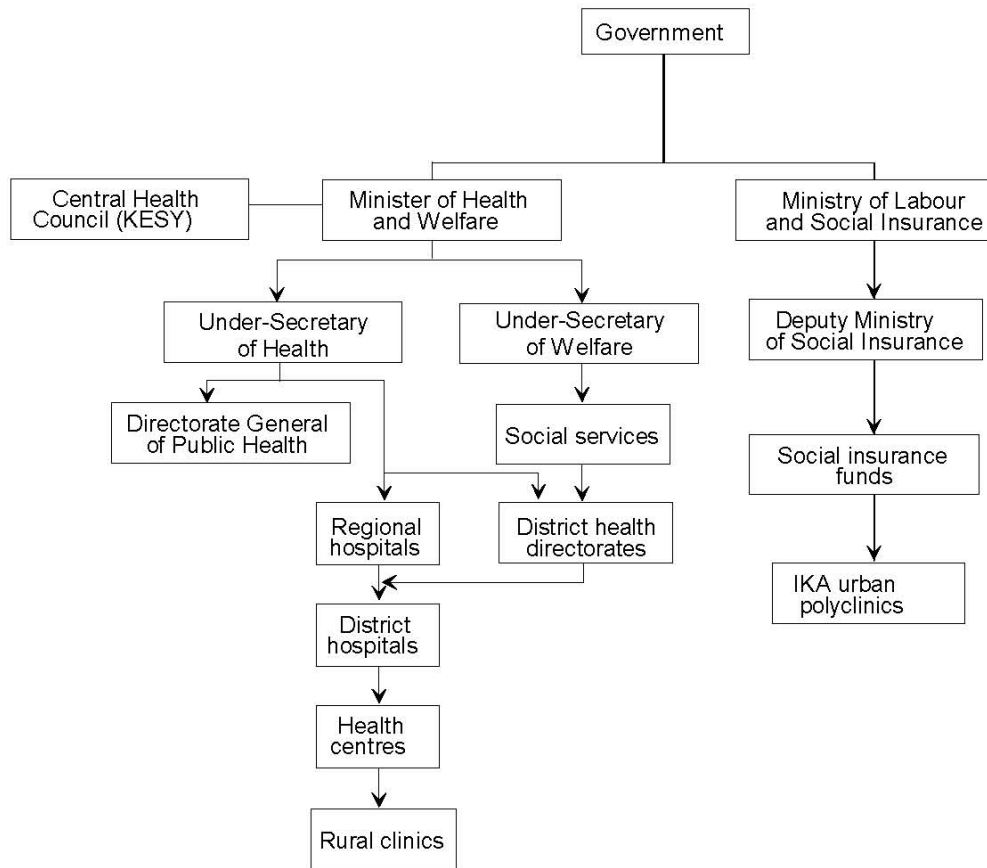 Government
Central Health
Council (KESY)
Minister of Health
and Welfare
Ministry of Labour
and Social Insurance
Under-Secretary
of Health
Under-Secretary
of Welfare
Deputy Ministry
of Social Insurance
Directorate General
of Public Health
Social services
Social insurance
funds
Regional
hospitals
District health
directorates
IKA urban
polyclinics
District
hospitals
Health
centres
Rural clinics